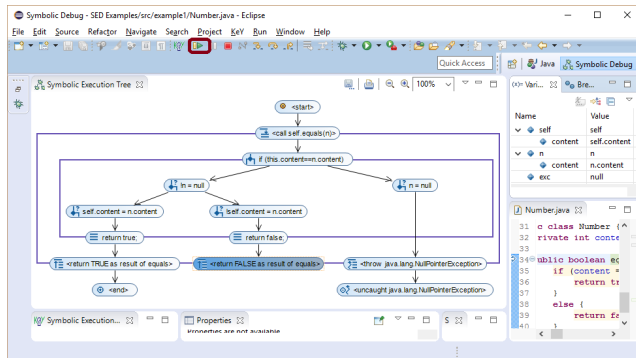 Symbolic Debug - SED Examples/src/example1/Number.java - Eclipse
File Edit Source Refactor Navigate Search Project KeY Run Window Help
Quick Access
Java
Symbolic Debug
Symbolic Execution Tree
100%
(x)= Vari...
Bre...
<start>
Name Value
<call self.equals(n)>
self self
content self.content
if (this.content==n.content)
n n
content n.content
exc null
!n = null
n = null
self.content = n.content
!self.content = n.content
Number.java
31 c class Number {
32 rivate int conte
33
34 ublic boolean eq
35 if (content =
36 return tr
37 }
38 else {
39 return fa
40 }
return true;
return false;
<return TRUE as result of equals>
<return FALSE as result of equals>
<throw java.lang.NullPointerException>
<end>
<uncaught java.lang.NullPointerException>
Symbolic Execution...
Properties
S
Properties are not available